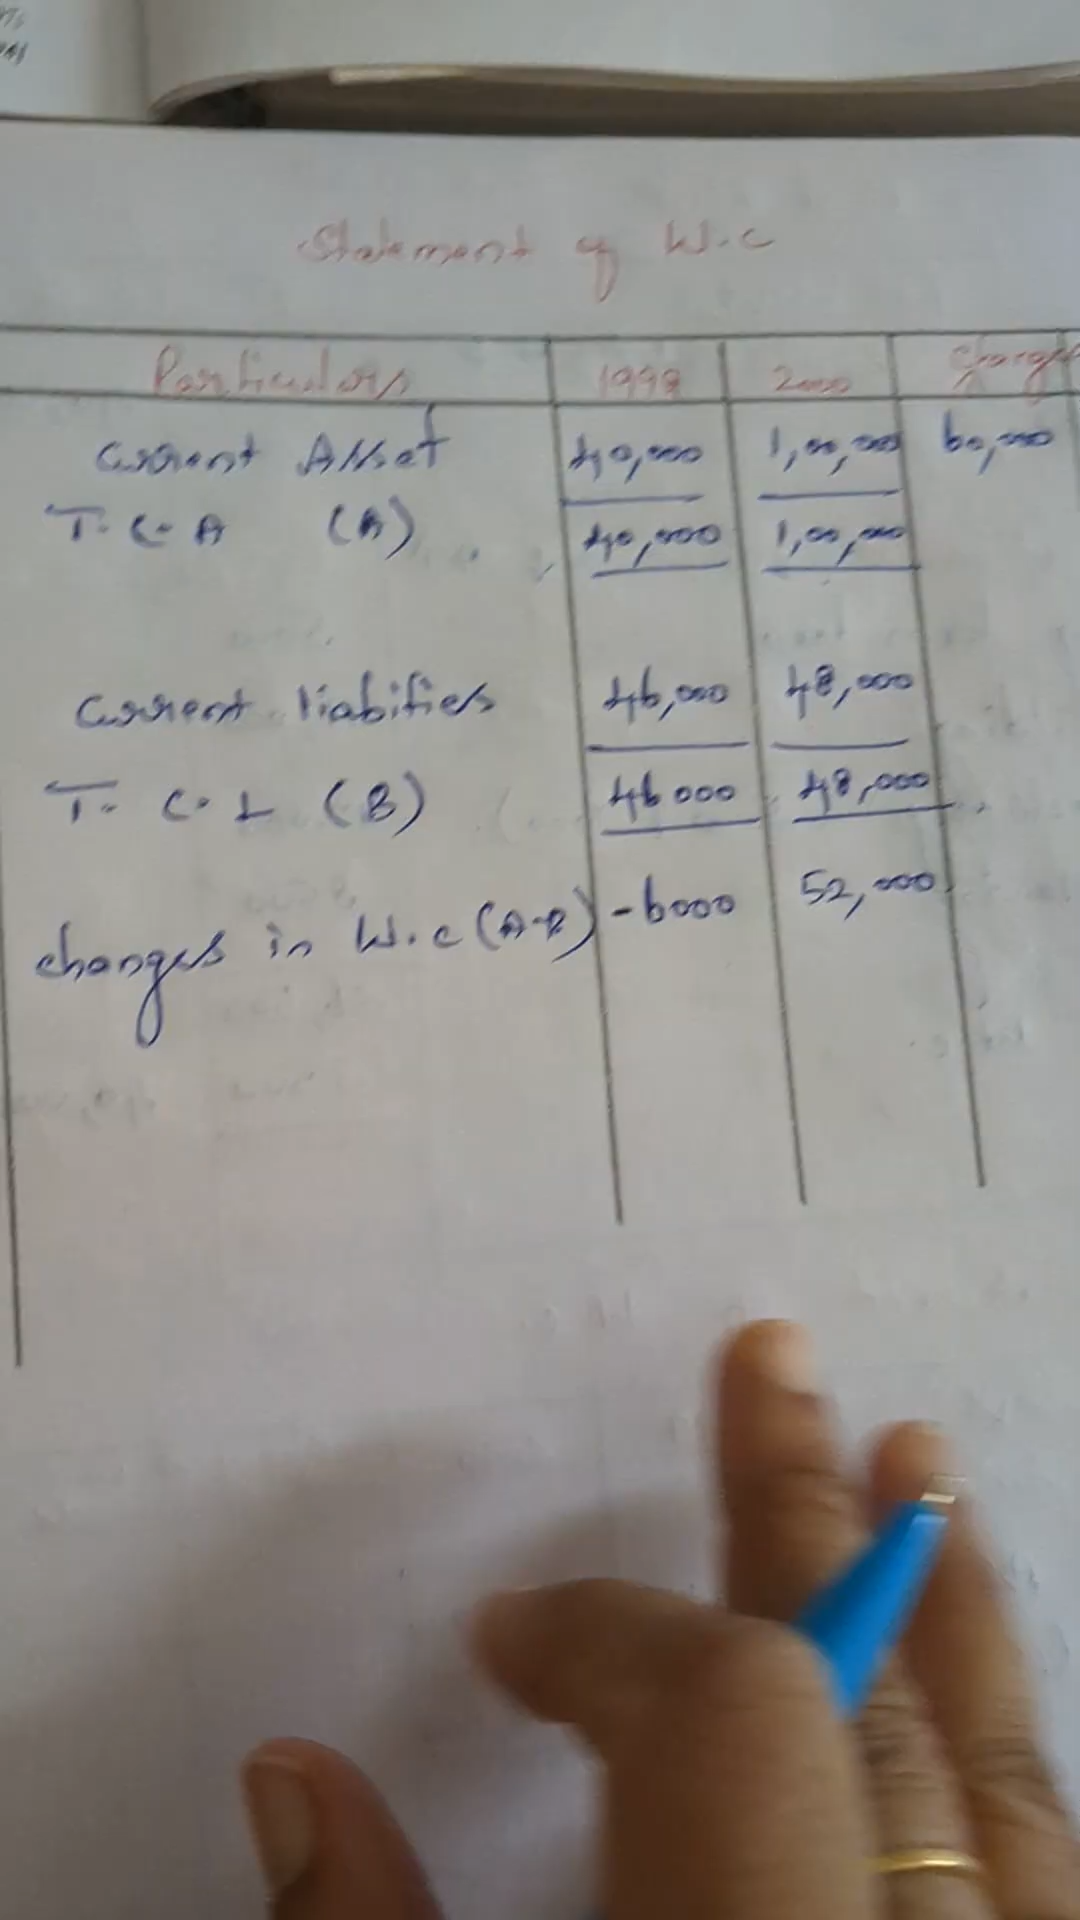 Statement of W.C
Particulars 1998 2000 Changes
Current Asset 40,000 1,00,000 60,000
T. C. A (A) 40,000 1,00,000
Current liabilities 46,000 48,000
T. C. L (B) 46000 48,000
changes in W.C (A-B) -6000 52,000